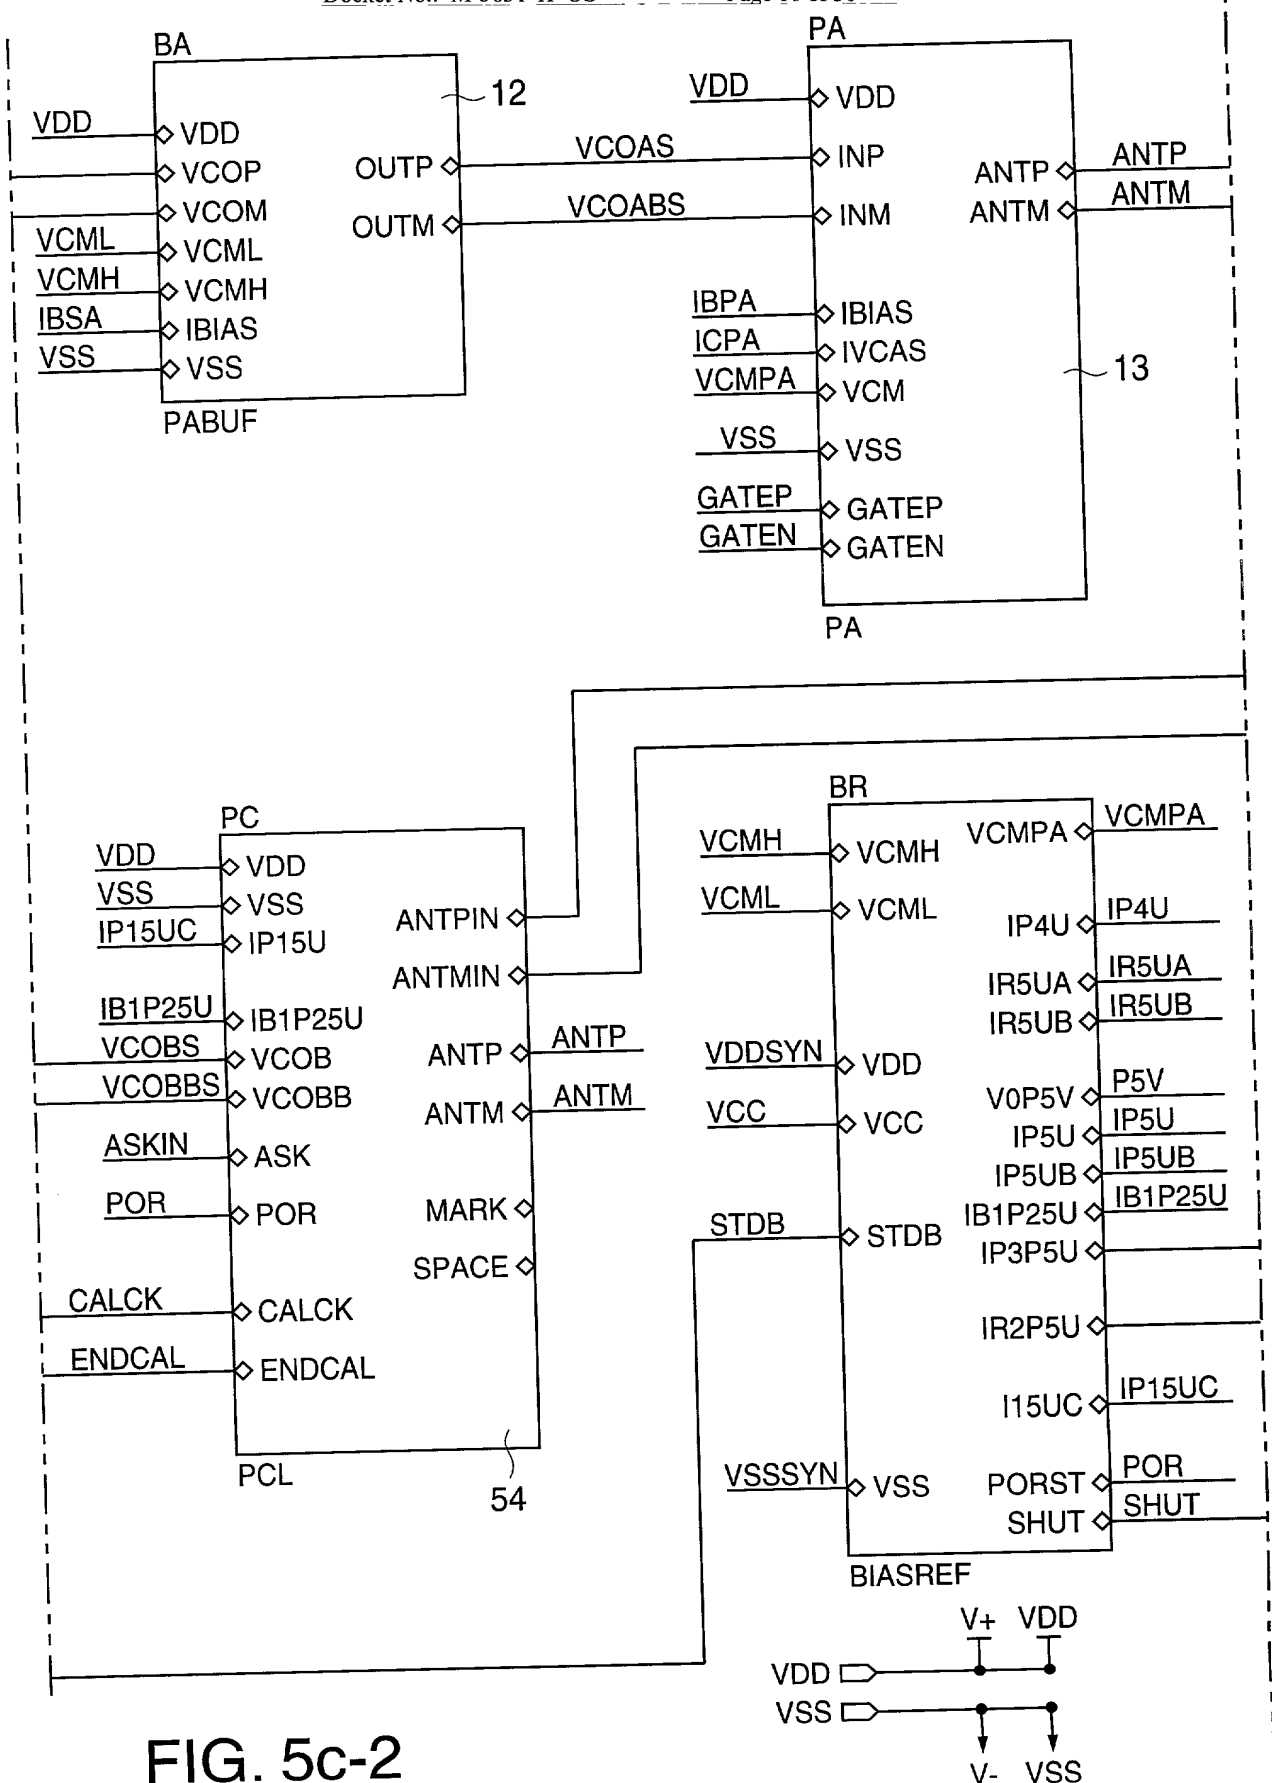 BA
12
VDD VDD
VCOP
VCOM
VCML VCML
VCMH VCMH
IBSA IBIAS
VSS VSS
OUTP VCOAS
OUTM VCOABS
PABUF
PA
VDD VDD
INP
INM
ANTP ANTP
ANTM ANTM
IBPA IBIAS
ICPA IVCAS
VCMPA VCM
VSS VSS
GATEP GATEP
GATEN GATEN
13
PA
PC
VDD VDD
VSS VSS
IP15UC IP15U
IB1P25U IB1P25U
VCOBS VCOB
VCOBBS VCOBB
ASKIN ASK
POR POR
CALCK CALCK
ENDCAL ENDCAL
ANTPIN
ANTMIN
ANTP ANTP
ANTM ANTM
MARK
SPACE
PCL
54
BR
VCMH VCMH
VCML VCML
VDDSYN VDD
VCC VCC
STDB STDB
VSSSYN VSS
VCMPA VCMPA
IP4U IP4U
IR5UA IR5UA
IR5UB IR5UB
V0P5V P5V
IP5U IP5U
IP5UB IP5UB
IB1P25U IB1P25U
IP3P5U
IR2P5U
I15UC IP15UC
PORST POR
SHUT SHUT
BIASREF
V+ VDD
VDD
VSS
V- VSS
FIG. 5c-2